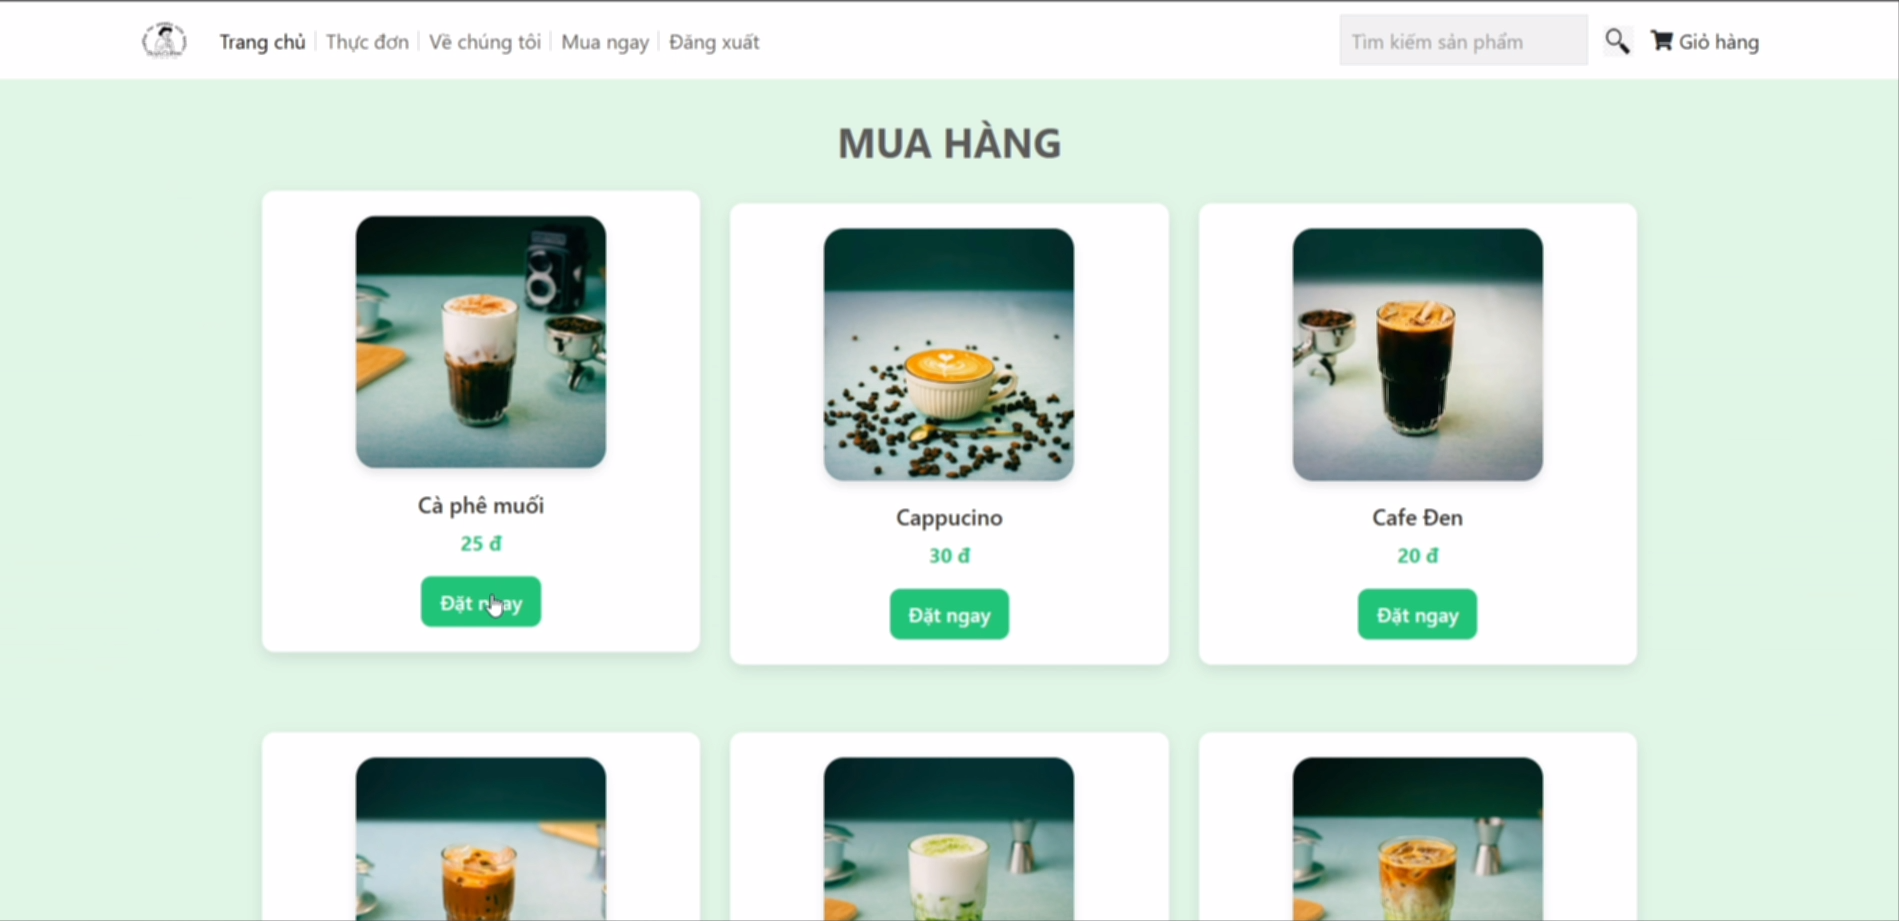 Trang chủ Thực đơn Về chúng tôi Mua ngay Đăng xuất Tìm kiếm sản phẩm Giỏ hàng
MUA HÀNG
Cà phê muối
25 đ
Đặt ngay
Cappucino
30 đ
Đặt ngay
Cafe Đen
20 đ
Đặt ngay